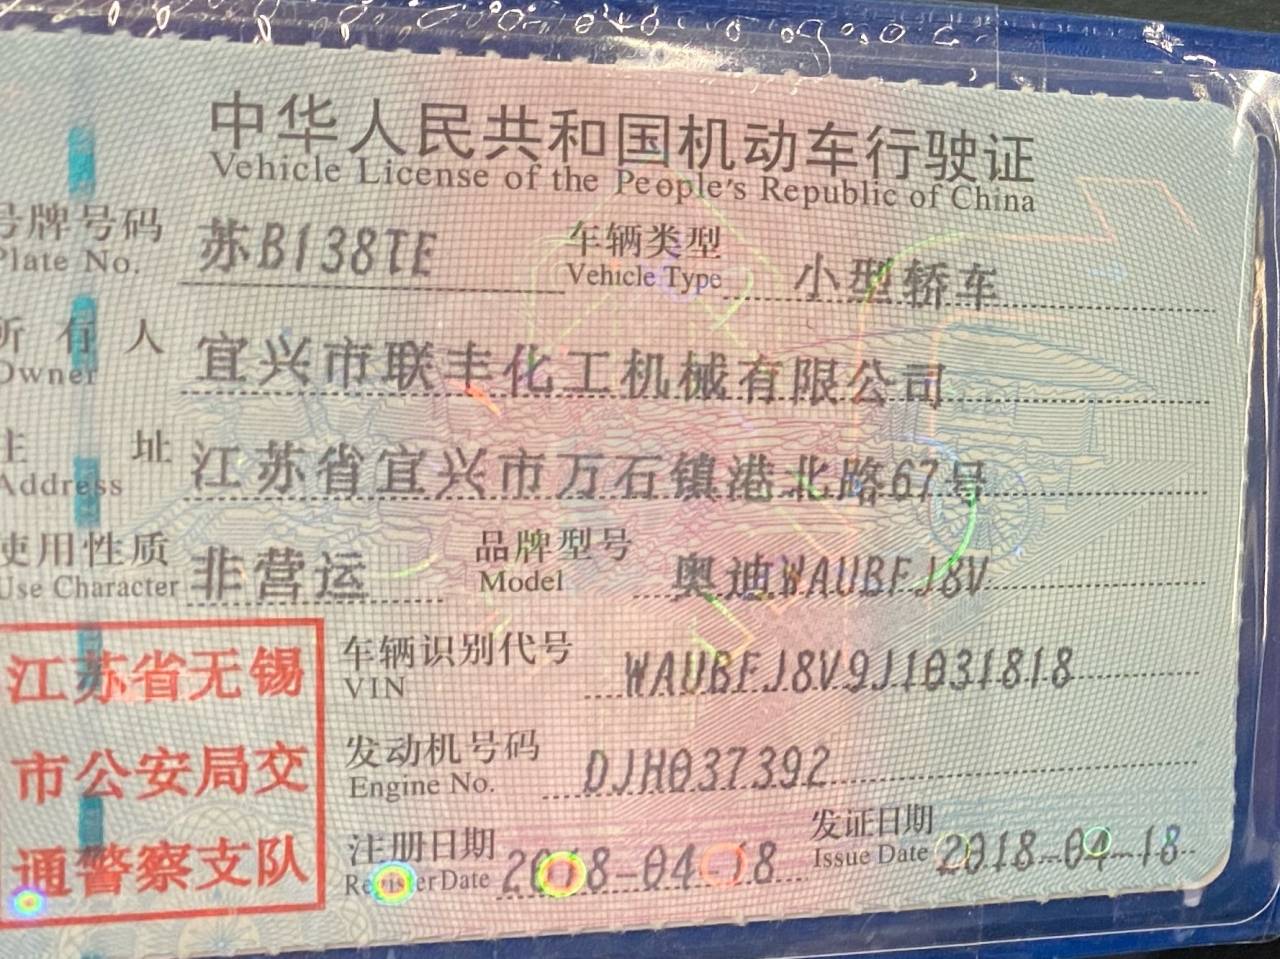 中华人民共和国机动车行驶证
Vehicle License of the People's Republic of China
号牌号码 苏B138TE 车辆类型 小型轿车
Plate No. Vehicle Type
所有人 宜兴市联丰化工机械有限公司
Owner
住址 江苏省宜兴市万石镇港北路67号
Address
使用性质 非营运 品牌型号 奥迪WAUBFJ8V
Use Character Model
江苏省无锡
市公安局交
通警察支队
车辆识别代号 WAUBFJ8V9J1031818
VIN
发动机号码 DJH037392
Engine No.
注册日期 2018-04-18 发证日期 2018-04-18
Register Date Issue Date